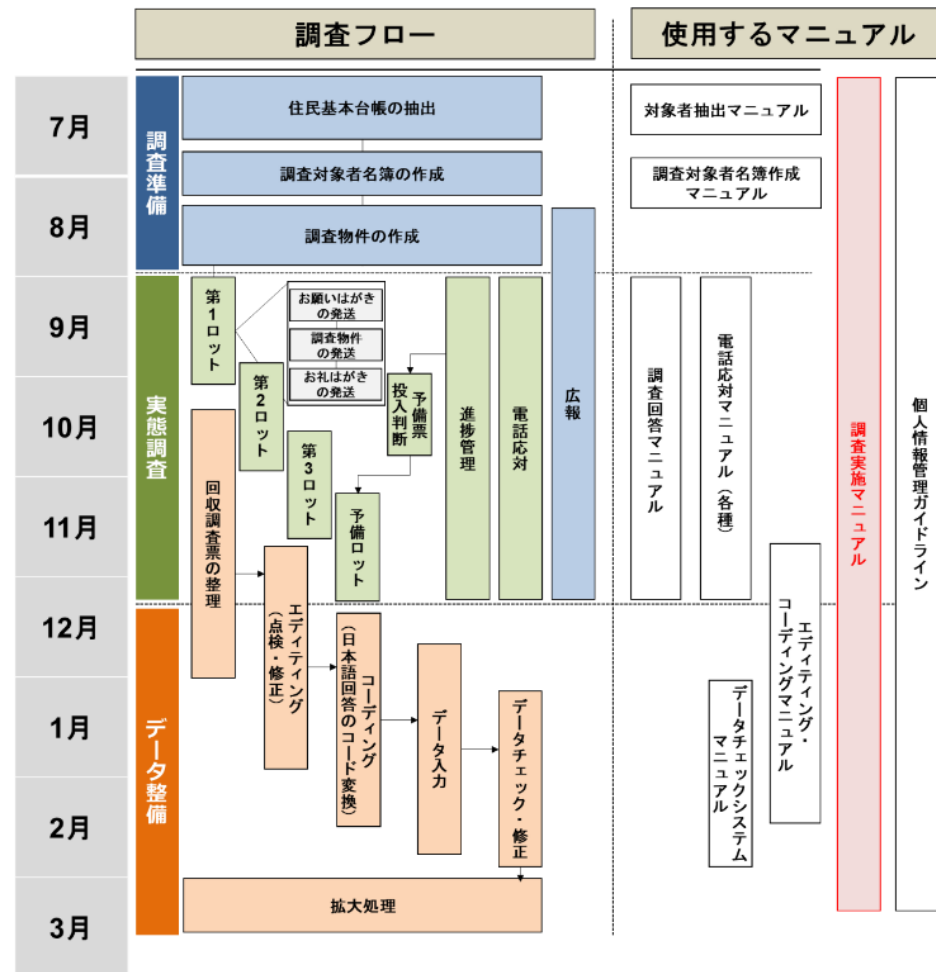 調査フロー
使用するマニュアル
7月
8月
9月
10月
11月
12月
1月
2月
3月
調査準備
実態調査
データ整備
住民基本台帳の抽出
調査対象者名簿の作成
調査物件の作成
第1ロット
第2ロット
第3ロット
予備ロット
お願いはがき
の発送
調査物件
の発送
お礼はがき
の発送
予備票
投入判断
進捗管理
電話応対
広報
回収調査票の整理
エディティング
(点検・修正)
コーディング
(日本語回答のコード変換)
データ入力
データチェック・修正
拡大処理
対象者抽出マニュアル
調査対象者名簿作成
マニュアル
調査回答マニュアル
電話応対マニュアル(各種)
エディティング・
コーディングマニュアル
データチェックシステム
マニュアル
調査実施マニュアル
個人情報管理ガイドライン